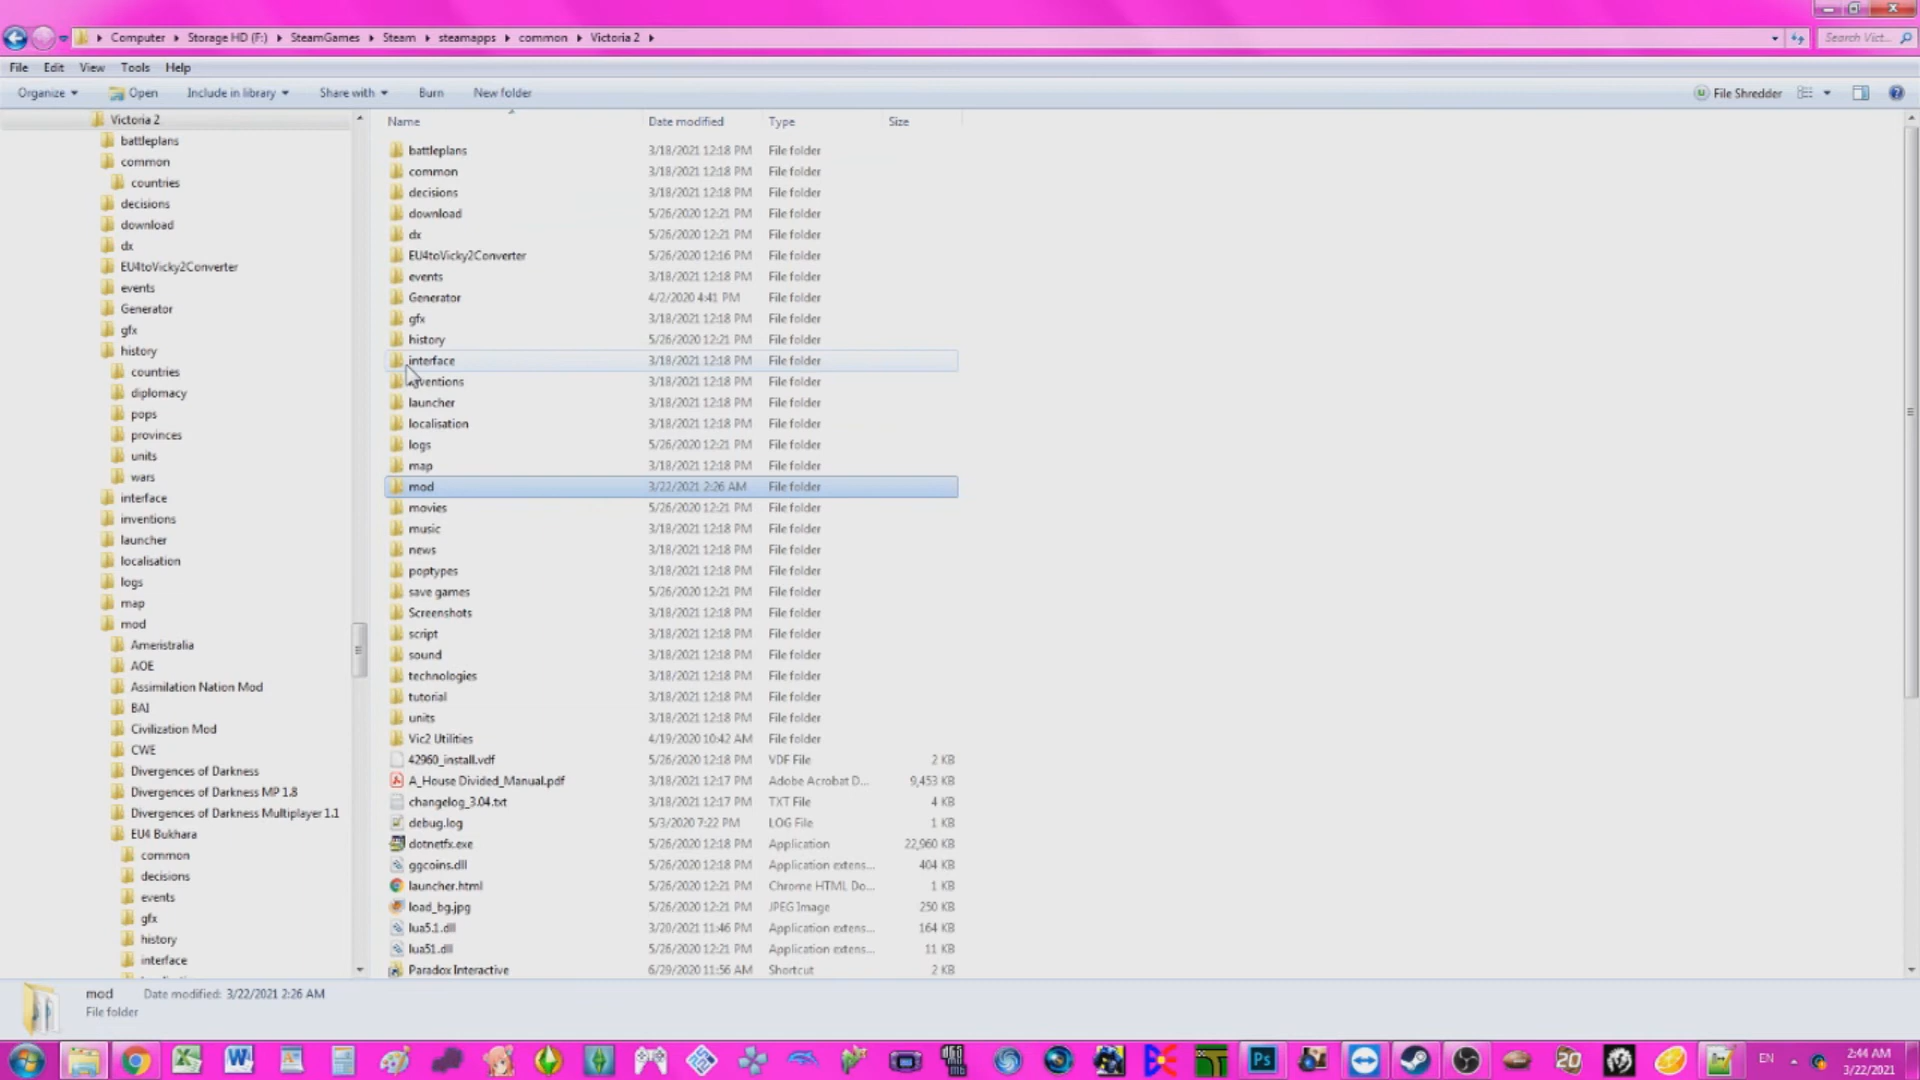 Computer Storage HD (F:) SteamGames Steam steamapps common Victoria 2 Search Vict...
File Edit View Tools Help
Organize Open Include in library Share with Burn New folder File Shredder
Victoria 2
battleplans
common
countries
decisions
download
dx
EU4toVicky2Converter
events
Generator
gfx
history
countries
diplomacy
pops
provinces
units
wars
interface
inventions
launcher
localisation
logs
map
mod
Ameristralia
AOE
Assimilation Nation Mod
BAI
Civilization Mod
CWE
Divergences of Darkness
Divergences of Darkness MP 1.8
Divergences of Darkness Multiplayer 1.1
EU4 Bukhara
common
decisions
events
gfx
history
interface
Name Date modified Type Size
battleplans 3/18/2021 12:18 PM File folder
common 3/18/2021 12:18 PM File folder
decisions 3/18/2021 12:18 PM File folder
download 5/26/2020 12:21 PM File folder
dx 5/26/2020 12:21 PM File folder
EU4toVicky2Converter 5/26/2020 12:16 PM File folder
events 3/18/2021 12:18 PM File folder
Generator 4/2/2020 4:41 PM File folder
gfx 3/18/2021 12:18 PM File folder
history 5/26/2020 12:21 PM File folder
interface 3/18/2021 12:18 PM File folder
inventions 3/18/2021 12:18 PM File folder
launcher 3/18/2021 12:18 PM File folder
localisation 3/18/2021 12:18 PM File folder
logs 5/26/2020 12:21 PM File folder
map 3/18/2021 12:18 PM File folder
mod 3/22/2021 2:26 AM File folder
movies 5/26/2020 12:21 PM File folder
music 3/18/2021 12:18 PM File folder
news 3/18/2021 12:18 PM File folder
poptypes 3/18/2021 12:18 PM File folder
save games 5/26/2020 12:21 PM File folder
Screenshots 3/18/2021 12:18 PM File folder
script 3/18/2021 12:18 PM File folder
sound 3/18/2021 12:18 PM File folder
technologies 3/18/2021 12:18 PM File folder
tutorial 3/18/2021 12:18 PM File folder
units 3/18/2021 12:18 PM File folder
Vic2 Utilities 4/19/2020 10:42 AM File folder
42960_install.vdf 5/26/2020 12:18 PM VDF File 2 KB
A_House Divided_Manual.pdf 3/18/2021 12:17 PM Adobe Acrobat D... 9,453 KB
changelog_3.04.txt 3/18/2021 12:17 PM TXT File 4 KB
debug.log 5/3/2020 7:22 PM LOG File 1 KB
dotnetfx.exe 5/26/2020 12:18 PM Application 22,960 KB
ggcoins.dll 5/26/2020 12:18 PM Application extens... 404 KB
launcher.html 5/26/2020 12:21 PM Chrome HTML Do... 1 KB
load_bg.jpg 5/26/2020 12:21 PM JPEG Image 250 KB
lua5.1.dll 3/20/2021 11:46 PM Application extens... 164 KB
lua51.dll 5/26/2020 12:21 PM Application extens... 11 KB
Paradox Interactive 6/29/2020 11:56 AM Shortcut 2 KB
mod Date modified: 3/22/2021 2:26 AM
File folder
Ps 20 EN 2:44 AM
3/22/2021